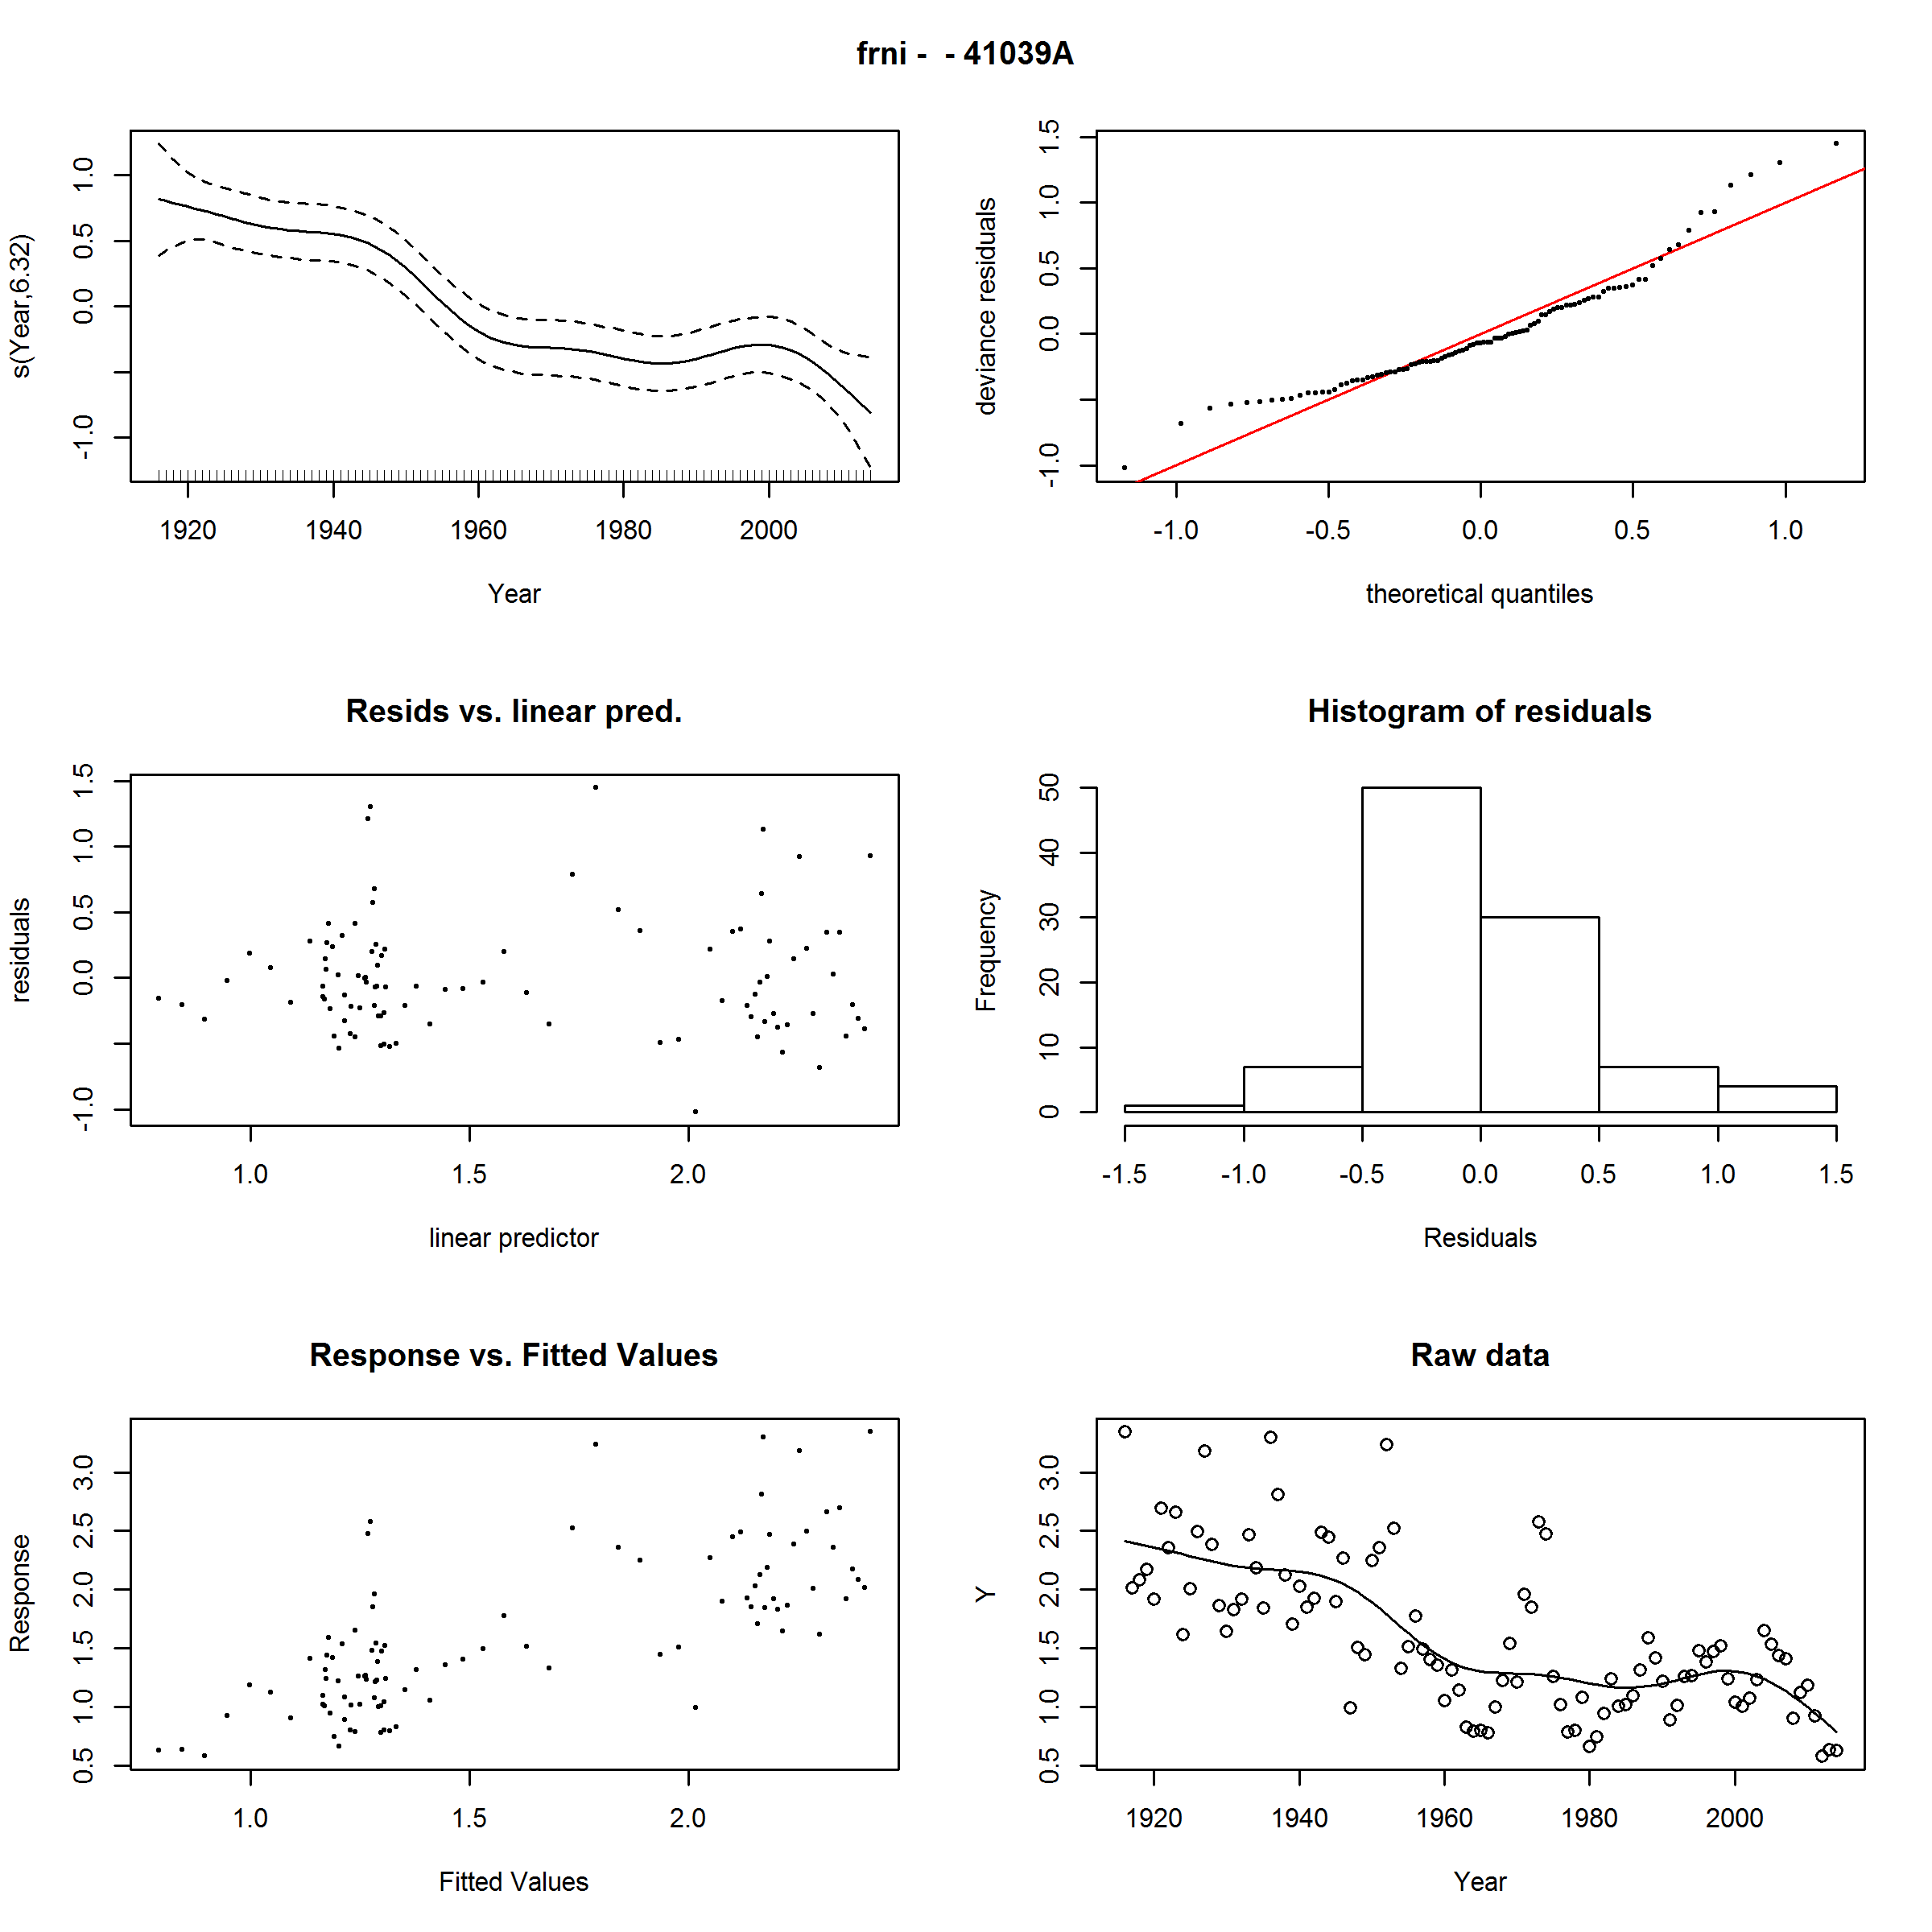 frni -  - 41039A
s(Year,6.32)
1.0
0.5
0.0
-1.0
1920 1940 1960 1980 2000
Year
deviance residuals
1.5
1.0
0.5
0.0
-1.0
-1.0 -0.5 0.0 0.5 1.0
theoretical quantiles
Resids vs. linear pred.
residuals
1.5
1.0
0.5
0.0
-1.0
1.0 1.5 2.0
linear predictor
Histogram of residuals
Frequency
50
40
30
20
10
0
-1.5 -1.0 -0.5 0.0 0.5 1.0 1.5
Residuals
Response vs. Fitted Values
Response
3.0
2.5
2.0
1.5
1.0
0.5
1.0 1.5 2.0
Fitted Values
Raw data
Y
3.0
2.5
2.0
1.5
1.0
0.5
1920 1940 1960 1980 2000
Year